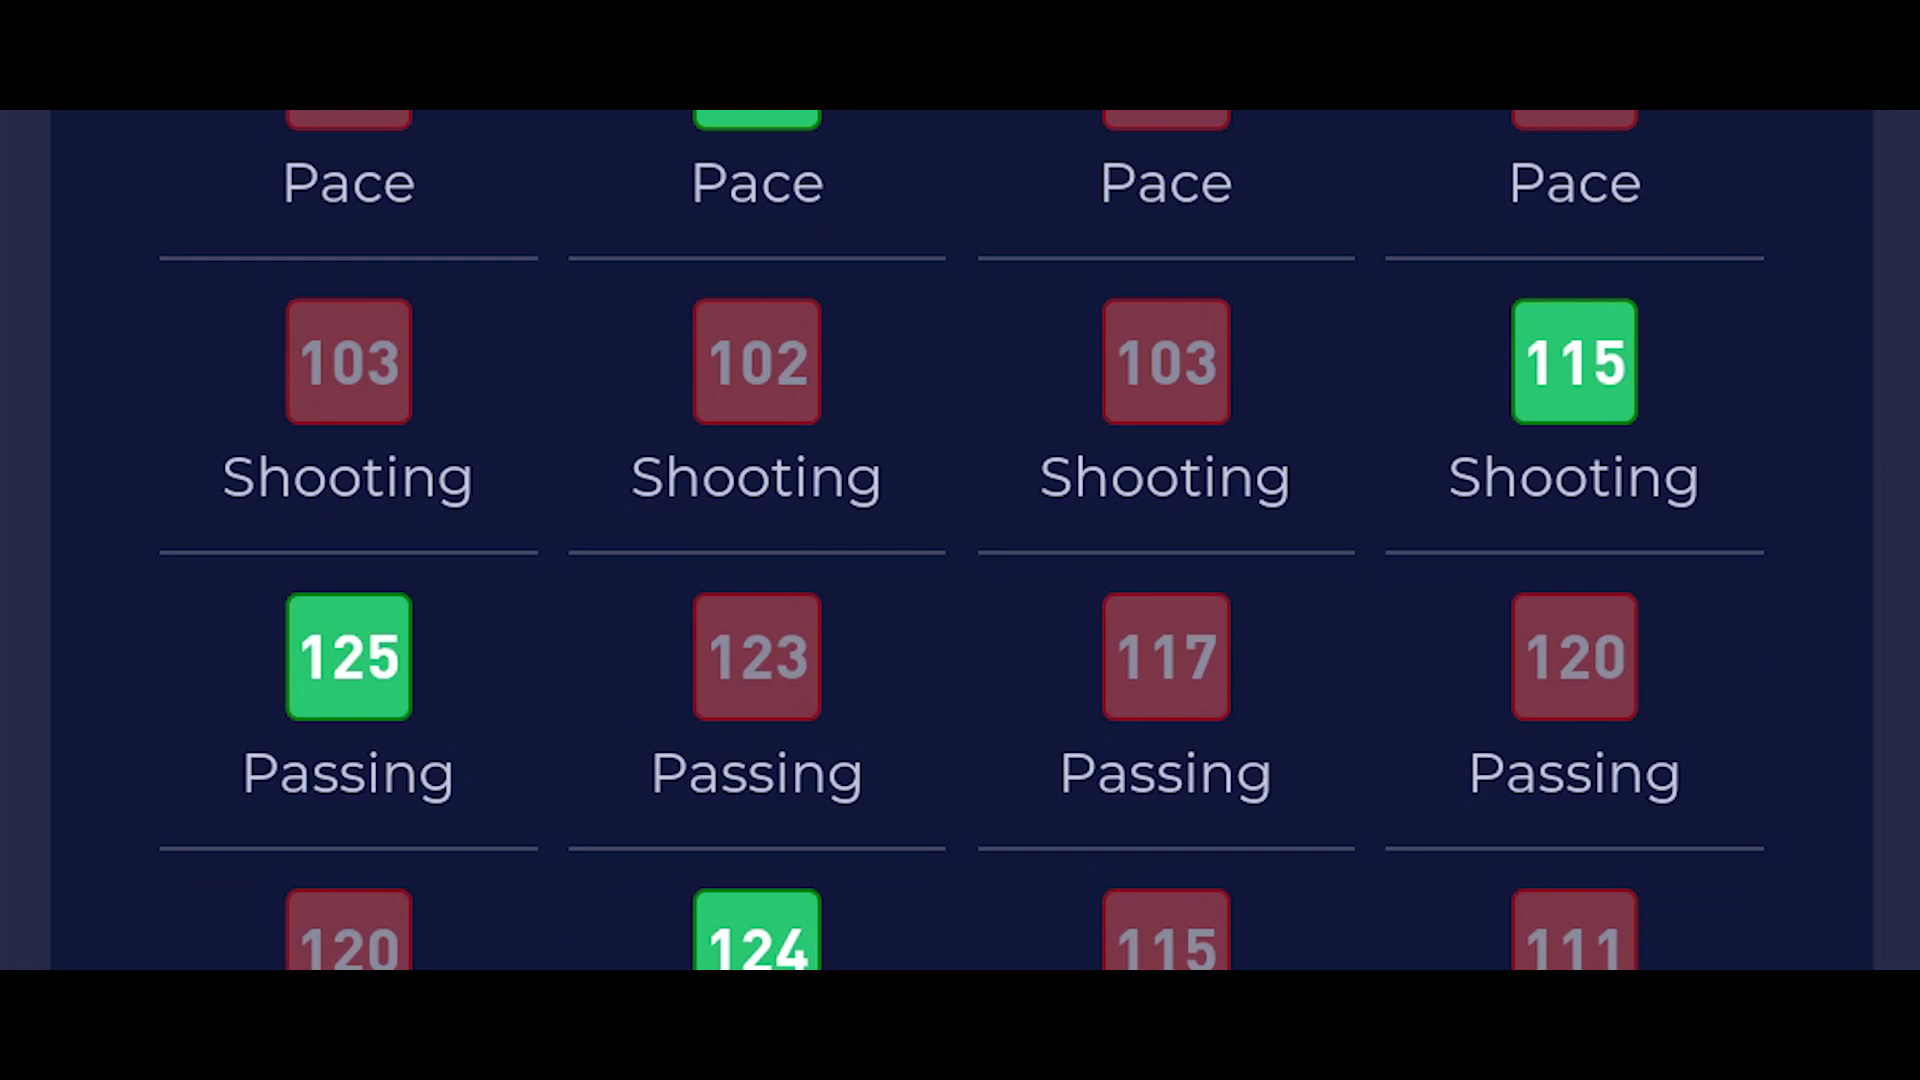 Pace Pace Pace Pace
103 102 103 115
Shooting Shooting Shooting Shooting
125 123 117 120
Passing Passing Passing Passing
120 124 115 111